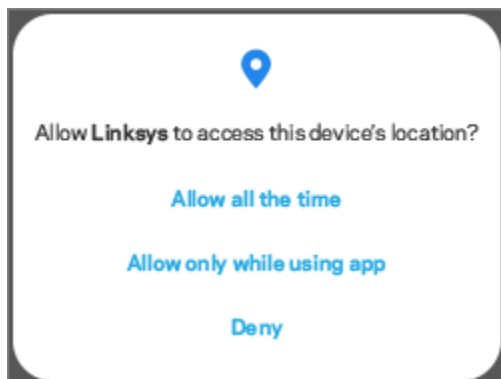 Allow Linksys to access this device's location?
Allow all the time
Allow only while using app
Deny